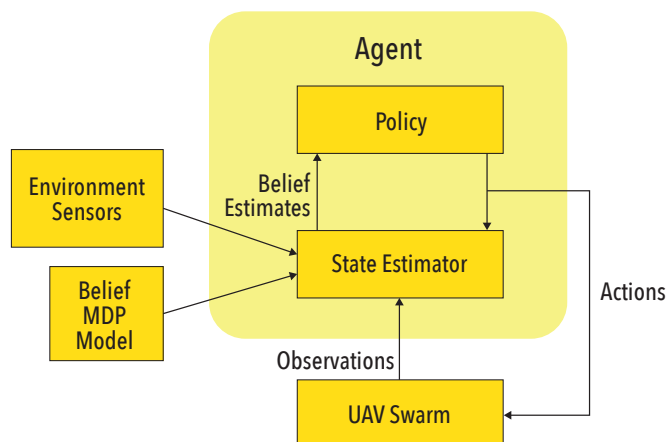 Agent
Policy
Environment
Sensors
Belief
Estimates
State Estimator
Belief
MDP
Model
Actions
Observations
UAV Swarm